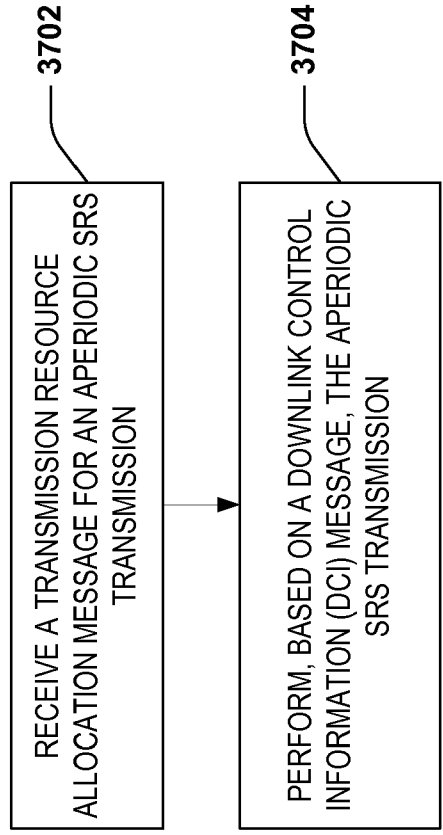 3702
RECEIVE A TRANSMISSION RESOURCE
ALLOCATION MESSAGE FOR AN APERIODIC SRS
TRANSMISSION
3704
PERFORM, BASED ON A DOWNLINK CONTROL
INFORMATION (DCI) MESSAGE, THE APERIODIC
SRS TRANSMISSION